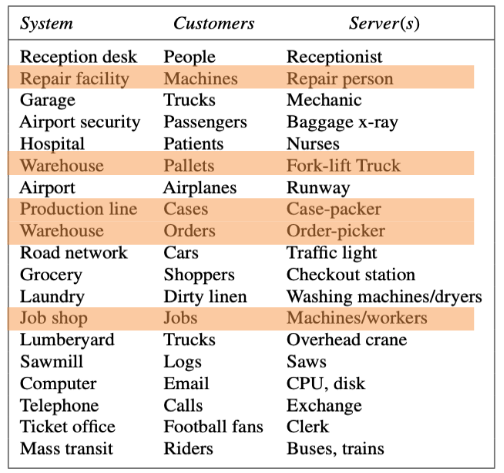 System Customers Server(s)
Reception desk People Receptionist
Repair facility Machines Repair person
Garage Trucks Mechanic
Airport security Passengers Baggage x-ray
Hospital Patients Nurses
Warehouse Pallets Fork-lift Truck
Airport Airplanes Runway
Production line Cases Case-packer
Warehouse Orders Order-picker
Road network Cars Traffic light
Grocery Shoppers Checkout station
Laundry Dirty linen Washing machines/dryers
Job shop Jobs Machines/workers
Lumberyard Trucks Overhead crane
Sawmill Logs Saws
Computer Email CPU, disk
Telephone Calls Exchange
Ticket office Football fans Clerk
Mass transit Riders Buses, trains